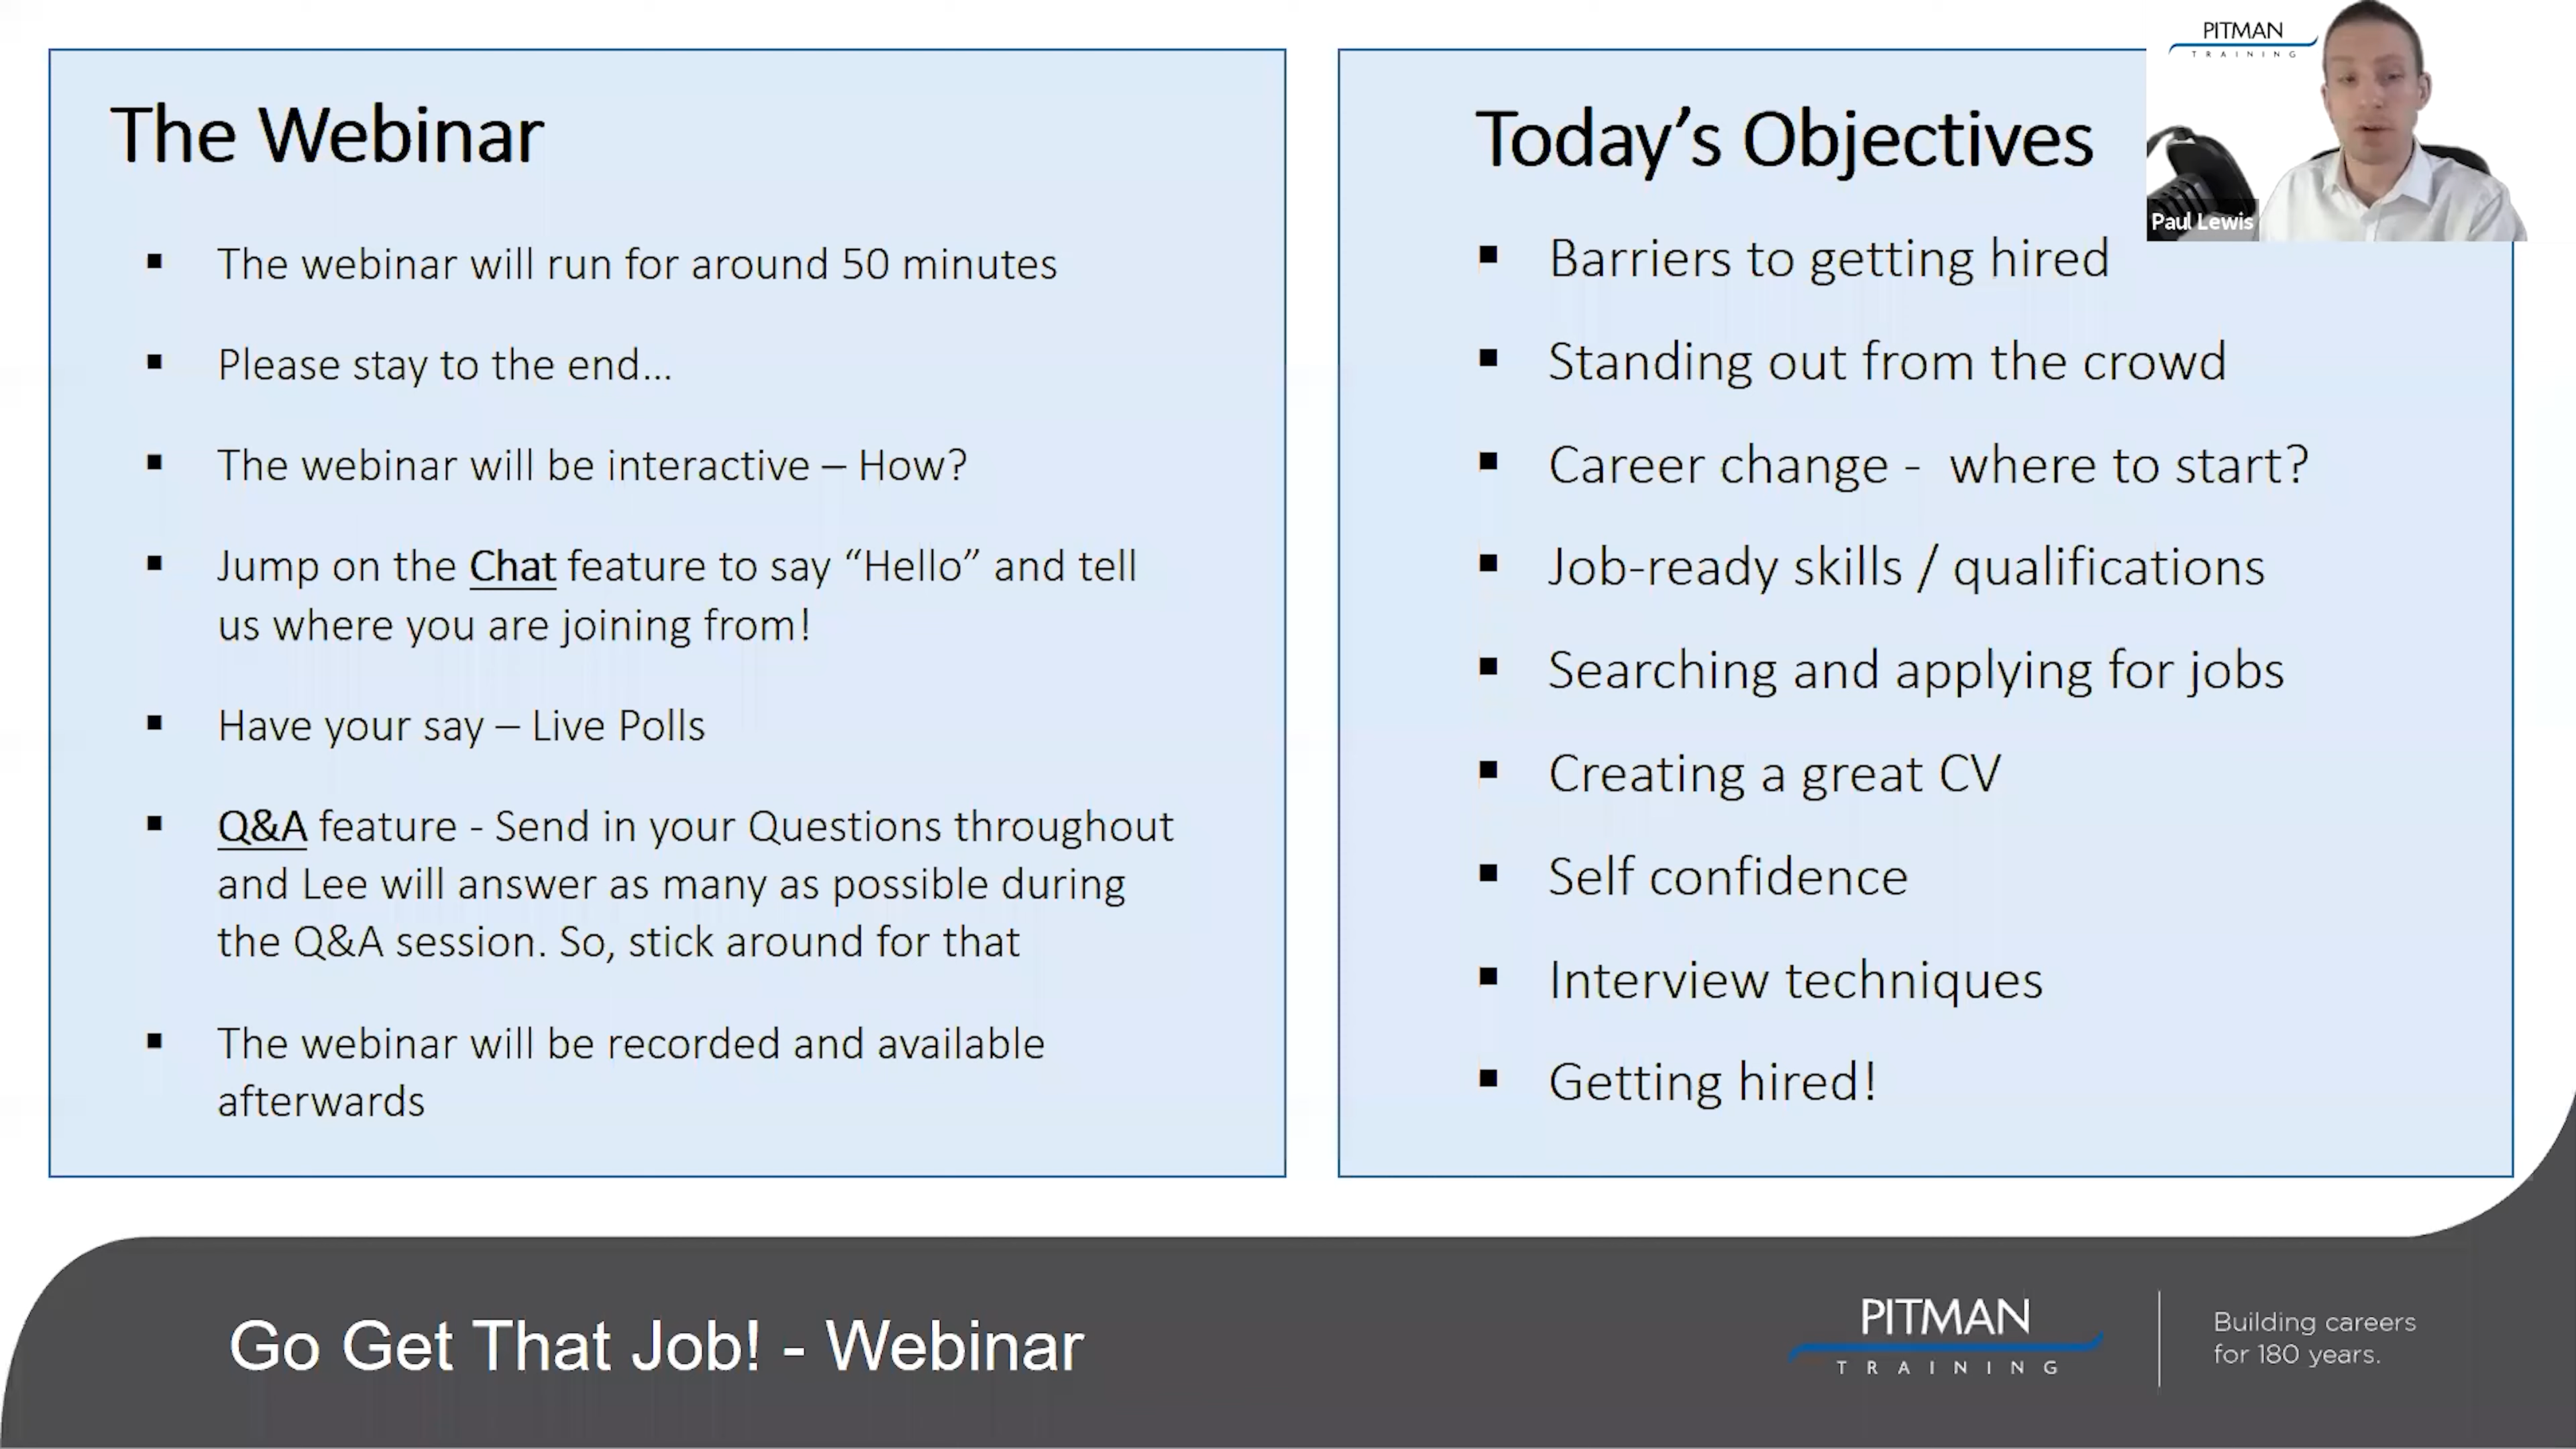 The Webinar
The webinar will run for around 50 minutes
Please stay to the end...
The webinar will be interactive – How?
Jump on the Chat feature to say “Hello” and tell
us where you are joining from!
Have your say – Live Polls
Q&A feature - Send in your Questions throughout
and Lee will answer as many as possible during
the Q&A session. So, stick around for that
The webinar will be recorded and available
afterwards
Today’s Objectives
Barriers to getting hired
Standing out from the crowd
Career change -  where to start?
Job-ready skills / qualifications
Searching and applying for jobs
Creating a great CV
Self confidence
Interview techniques
Getting hired!
PITMAN
TRAINING
Paul Lewis
Go Get That Job! - Webinar
PITMAN
TRAINING
Building careers
for 180 years.